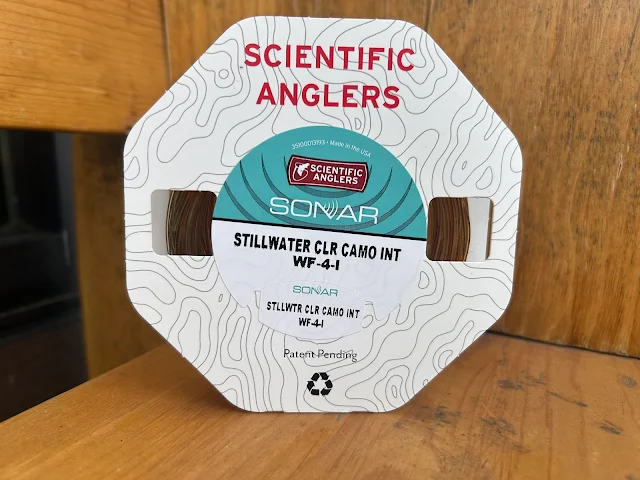 SCIENTIFIC
ANGLERS
35100013193 • Made in the USA
SCIENTIFIC
ANGLERS
SONAR
STILLWATER CLR CAMO INT
WF-4-I
SONAR
STLLWTR CLR CAMO INT
WF-4-I
Patent Pending